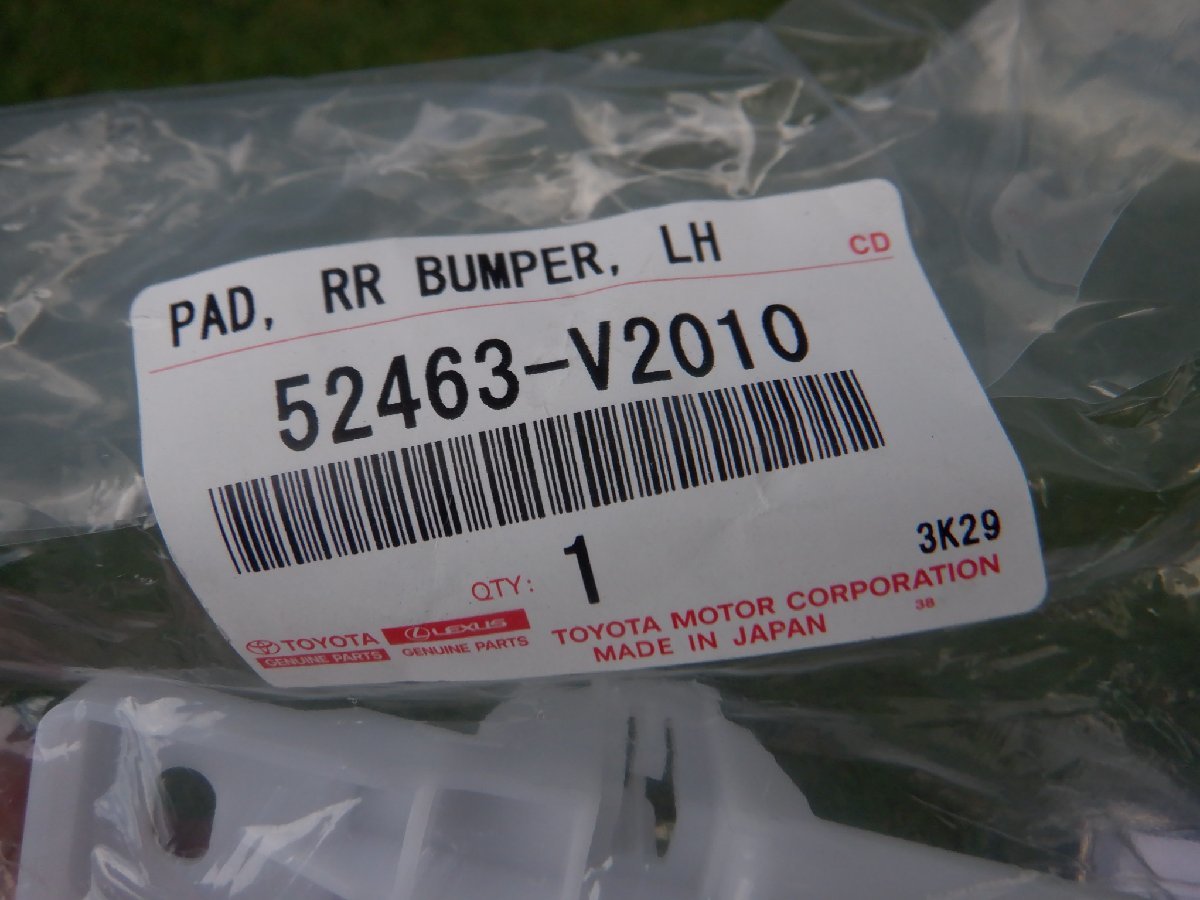 PAD, RR BUMPER, LH
CD
52463-V2010
QTY: 1
3K29
TOYOTA
GENUINE PARTS
LEXUS
GENUINE PARTS
TOYOTA MOTOR CORPORATION
MADE IN JAPAN
38